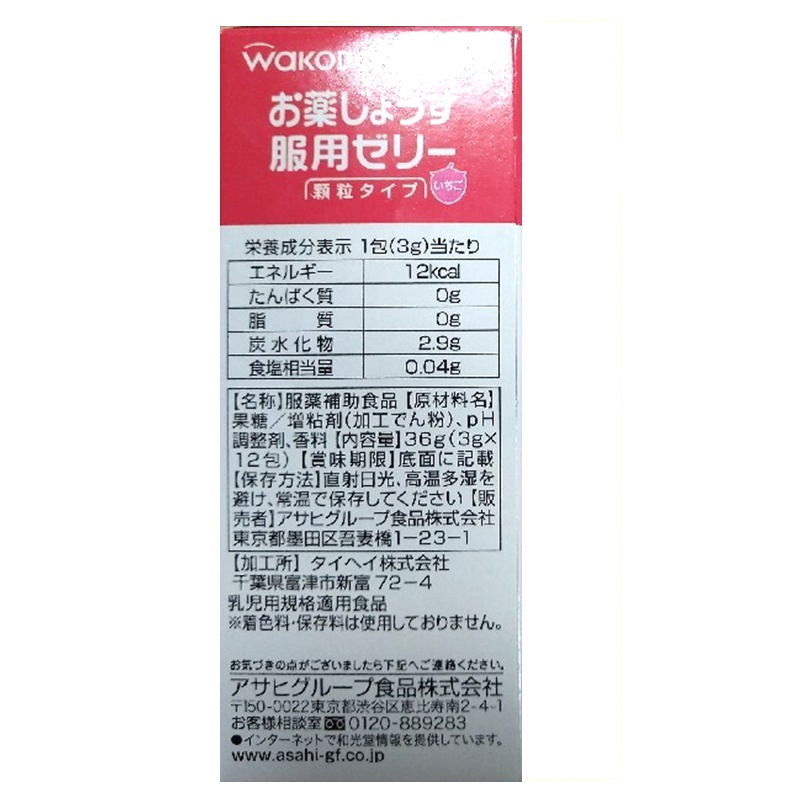 wakoD
お薬じょうず
服用ゼリー
顆粒タイプ いちご
栄養成分表示 1包(3g)当たり
エネルギー 12kcal
たんぱく質 0g
脂 質 0g
炭水化物 2.9g
食塩相当量 0.04g
【名称】服薬補助食品【原材料名】
果糖/増粘剤(加工でん粉)、pH
調整剤、香料【内容量】36g(3g×
12包)【賞味期限】底面に記載
【保存方法】直射日光、高温多湿を
避け、常温で保存してください【販
売者】アサヒグループ食品株式会社
東京都墨田区吾妻橋1-23-1
【加工所】タイヘイ株式会社
千葉県富津市新富72-4
乳児用規格適用食品
※着色料・保存料は使用しておりません。
お気づきの点がございましたら下記へご連絡ください。
アサヒグループ食品株式会社
〒150-0022東京都渋谷区恵比寿南2-4-1
お客様相談室 0120-889283
●インターネットで和光堂情報を提供しています。
www.asahi-gf.co.jp